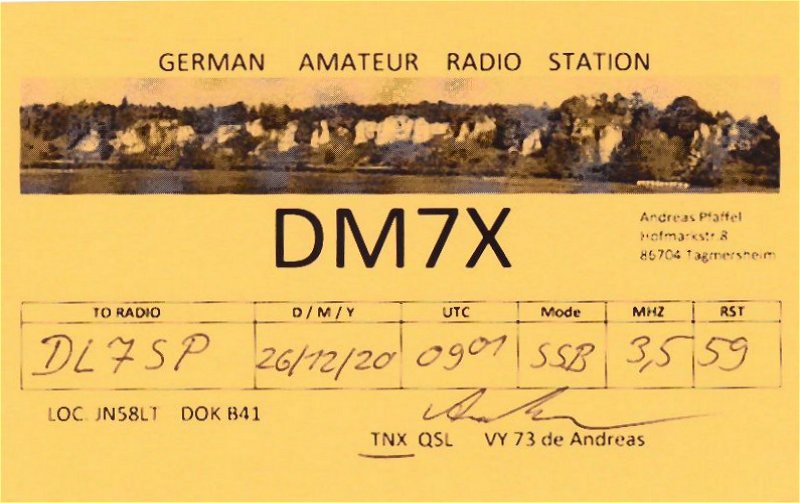 GERMAN AMATEUR RADIO STATION
DM7X
Andreas Pfaffel
Hofmarkstr.8
86704 Tagmersheim
TO RADIO D / M / Y UTC Mode MHZ RST
DL7SP 26/12/20 0901 SSB 3,5 59
LOC. JN58LT DOK B41
TNX QSL VY 73 de Andreas